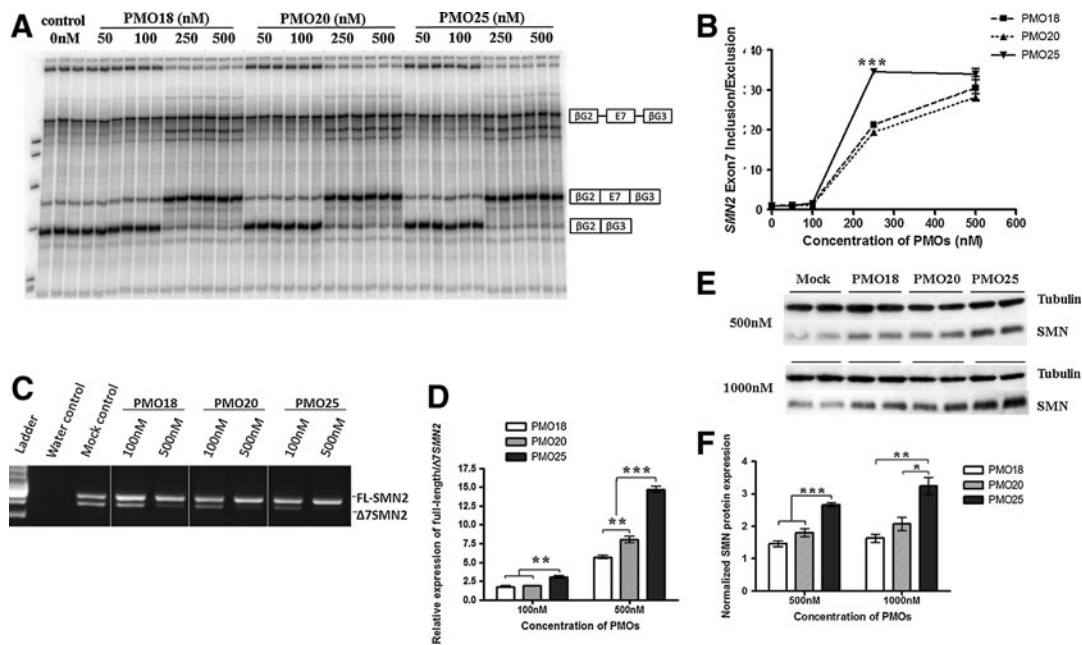 A
control
PMO18 (nM)
PMO20 (nM)
PMO25 (nM)
0nM
50 100 250 500
50 100 250 500
50 100 250 500
βG2 E7 βG3
βG2 E7 βG3
βG2 βG3
B
PMO18
PMO20
PMO25
SMN2 Exon7 Inclusion/Exclusion
40
30
20
10
0
***
0 100 200 300 400 500 600
Concentration of PMOs (nM)
C
Ladder
Water control
Mock control
PMO18
PMO20
PMO25
100nM
500nM
100nM
500nM
100nM
500nM
FL-SMN2
Δ7SMN2
D
PMO18
PMO20
PMO25
Relative expression of full-length/Δ7SMN2
17.5
15.0
12.5
10.0
7.5
5.0
2.5
0.0
**
**
***
100nM 500nM
Concentration of PMOs
E
Mock PMO18 PMO20 PMO25
500nM
Tubulin
SMN
1000nM
Tubulin
SMN
F
PMO18
PMO20
PMO25
Normalized SMN protein expression
4
3
2
1
0
***
**
*
500nM 1000nM
Concentration of PMOs